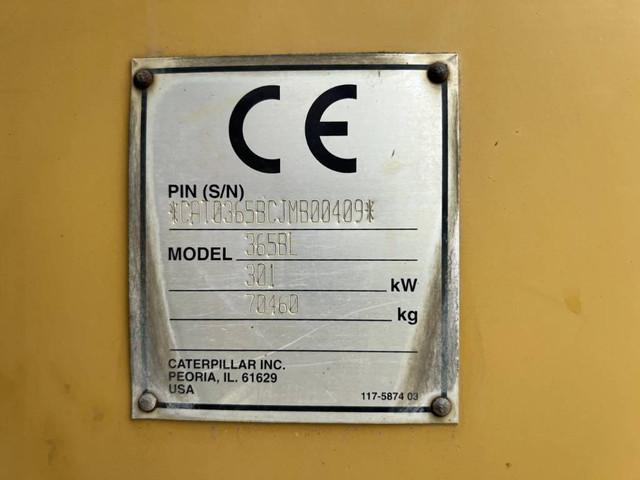 CE
PIN (S/N)
*CAT0365BCJMB00409*
MODEL 365BL
301 kW
70460 kg
CATERPILLAR INC.
PEORIA, IL. 61629
USA
117-5874 03